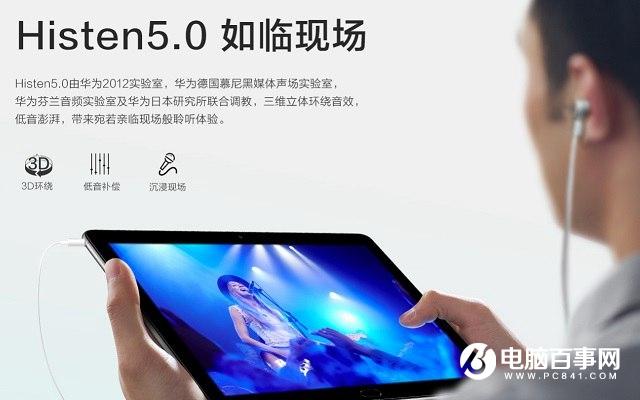 Histen5.0 如临现场
Histen5.0由华为2012实验室，华为德国慕尼黑媒体声场实验室，
华为芬兰音频实验室及华为日本研究所联合调教，三维立体环绕音效，
低音澎湃，带来宛若亲临现场般聆听体验。
3D
3D环绕 低音补偿 沉浸现场
电脑百事网
WWW.PC841.COM